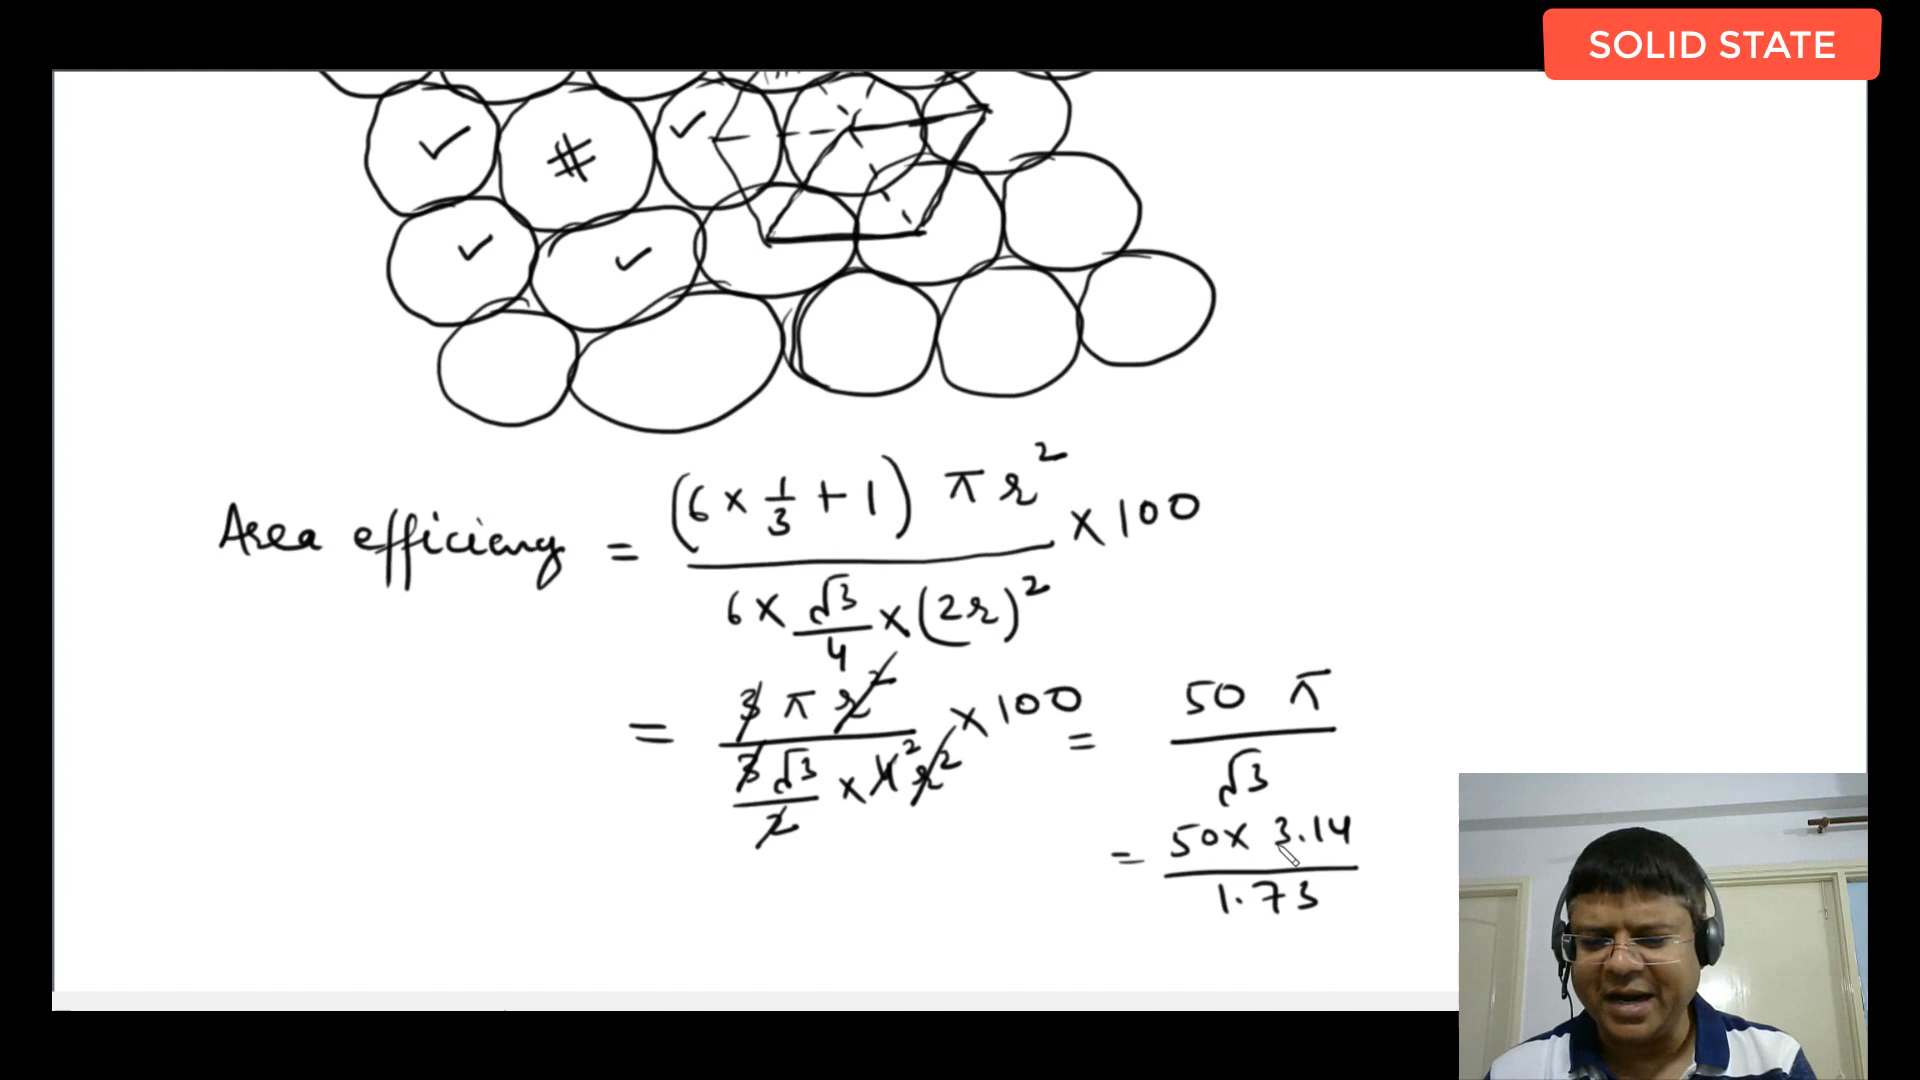 SOLID STATE
#
Area efficiency = (6 × 1/3 + 1) π r² / 6 × √3/4 × (2r)² × 100
= 3 π r² / 3√3/2 × 4² r² × 100 = 50 π / √3
= 50 × 3.14 / 1.73